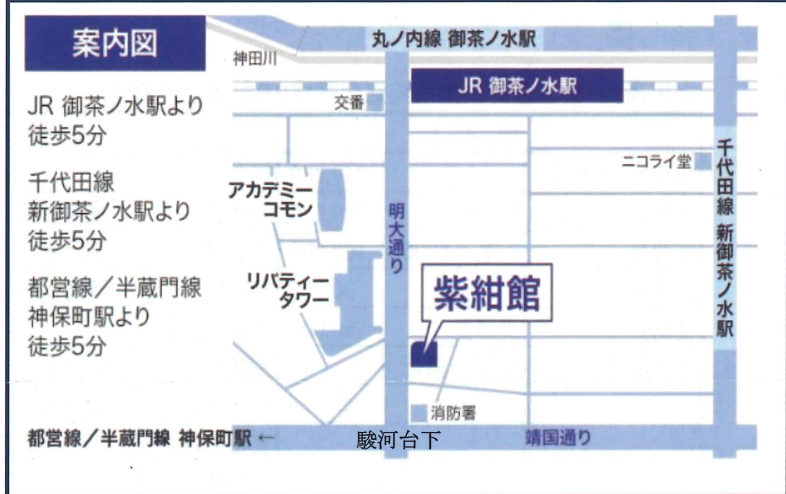 案内図
JR 御茶ノ水駅より
徒歩5分
千代田線
新御茶ノ水駅より
徒歩5分
都営線／半蔵門線
神保町駅より
徒歩5分
丸ノ内線 御茶ノ水駅
神田川
JR 御茶ノ水駅
交番
ニコライ堂
千代田線 新御茶ノ水駅
アカデミー
コモン
明大通り
リバティー
タワー
紫紺館
消防署
都営線／半蔵門線 神保町駅 ←
駿河台下
靖国通り